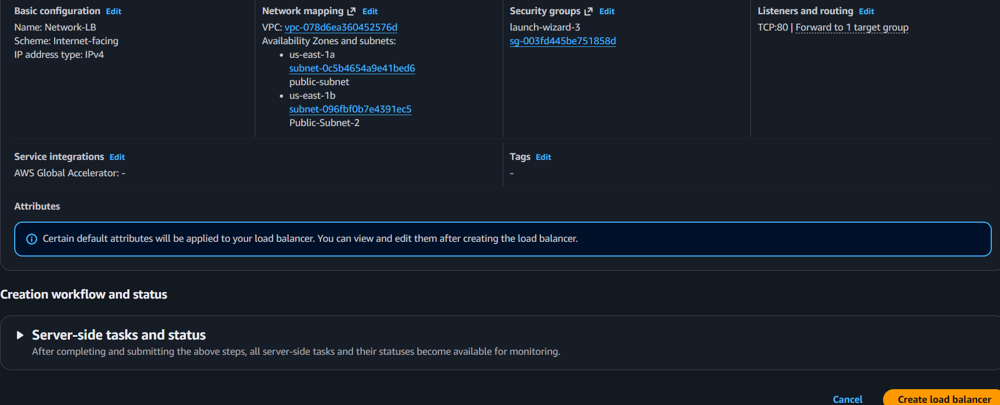 Basic configuration Edit
Name: Network-LB
Scheme: Internet-facing
IP address type: IPv4
Network mapping Edit
VPC: vpc-078d6ea360452576d
Availability Zones and subnets:
us-east-1a
subnet-0c5b4654a9e41bed6
public-subnet
us-east-1b
subnet-096fbf0b7e4391ec5
Public-Subnet-2
Security groups Edit
launch-wizard-3
sg-003fd445be751858d
Listeners and routing Edit
TCP:80 | Forward to 1 target group
Service integrations Edit
AWS Global Accelerator: -
Tags Edit
-
Attributes
Certain default attributes will be applied to your load balancer. You can view and edit them after creating the load balancer.
Creation workflow and status
Server-side tasks and status
After completing and submitting the above steps, all server-side tasks and their statuses become available for monitoring.
Cancel
Create load balancer